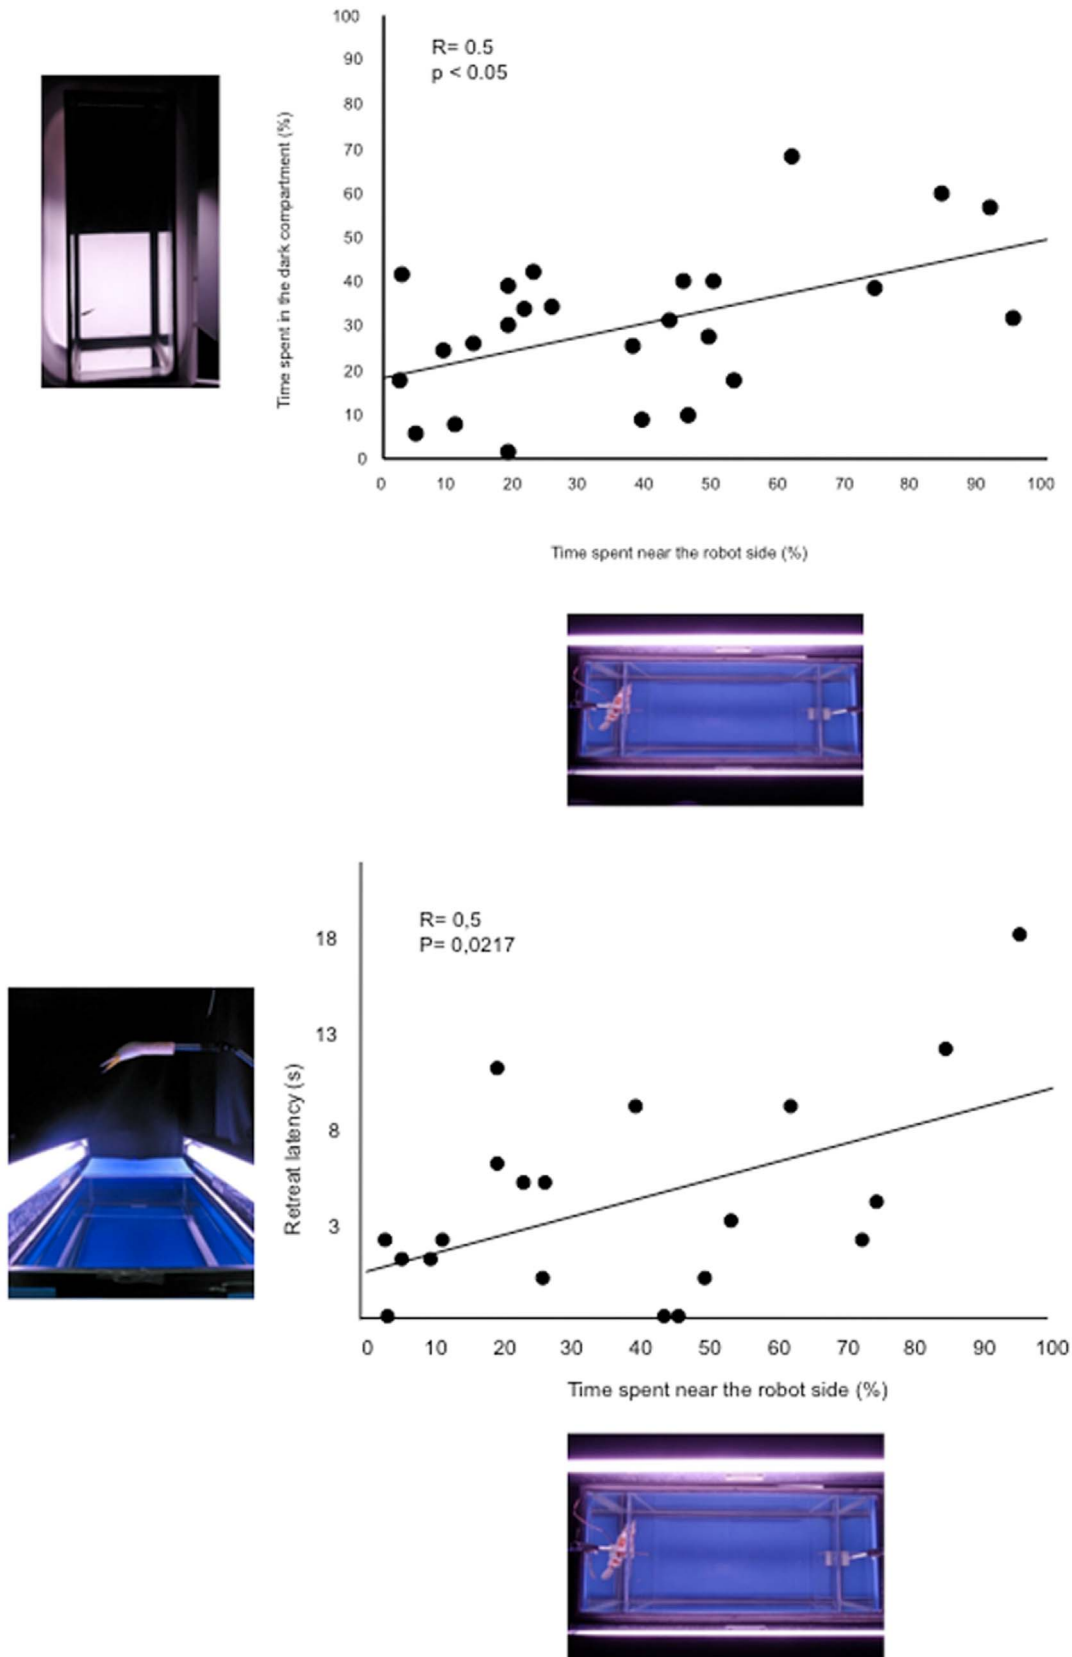 R= 0.5
p < 0.05
Time spent in the dark compartment (%)
100
90
80
70
60
50
40
30
20
10
0
0 10 20 30 40 50 60 70 80 90 100
Time spent near the robot side (%)
R= 0,5
P= 0,0217
Retreat latency (s)
18
13
8
3
0 10 20 30 40 50 60 70 80 90 100
Time spent near the robot side (%)